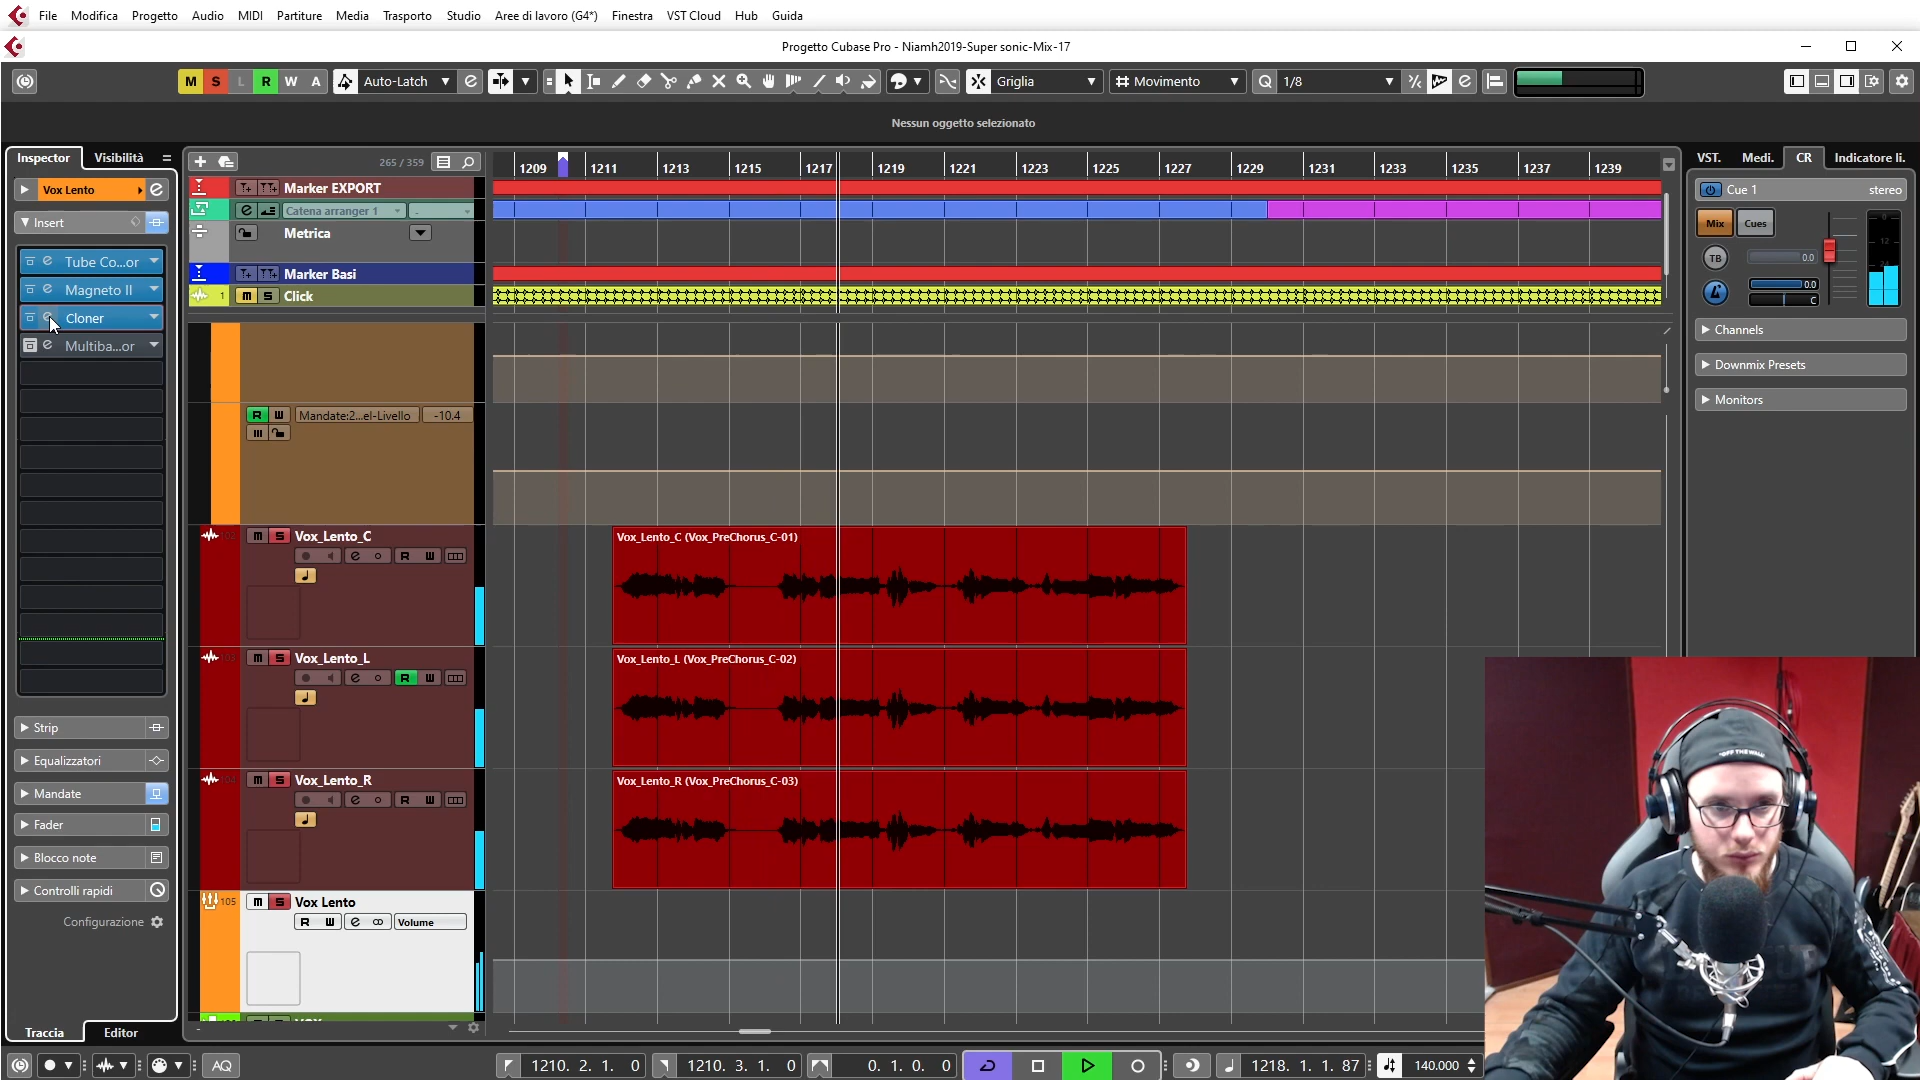 File Modifica Progetto Audio MIDI Partiture Media Trasporto Studio Aree di lavoro (G4*) Finestra VST Cloud Hub Guida
Progetto Cubase Pro - Niamh2019-Super sonic-Mix-17
M S L R W A Auto-Latch Griglia Movimento Q 1/8
Nessun oggetto selezionato
Inspector Visibilità
265 / 359
1209 1211 1213 1215 1217 1219 1221 1223 1225 1227 1229 1231 1233 1235 1237 1239
VST. Medi. CR Indicatore li.
Vox Lento
Marker EXPORT
Cue 1 stereo
Insert
Catena arranger 1
Mix Cues
Metrica
Tube Co...or
TB 0.0
Magneto II
Marker Basi
0.0
C
1 m S Click
Cloner
Channels
Multiba...or
Downmix Presets
Monitors
R W Mandate:2...el-Livello -10.4
m S Vox_Lento_C
R W
Vox_Lento_C (Vox_PreChorus_C-01)
m S Vox_Lento_L
R W
Vox_Lento_L (Vox_PreChorus_C-02)
m S Vox_Lento_R
R W
Vox_Lento_R (Vox_PreChorus_C-03)
Strip
Equalizzatori
Mandate
Fader
Blocco note
Controlli rapidi
Configurazione
105 m S Vox Lento
R W Volume
"OFF THE WALL"
Traccia Editor
AQ 1210. 2. 1. 0 1210. 3. 1. 0 0. 1. 0. 0 1218. 1. 1. 87 140.000